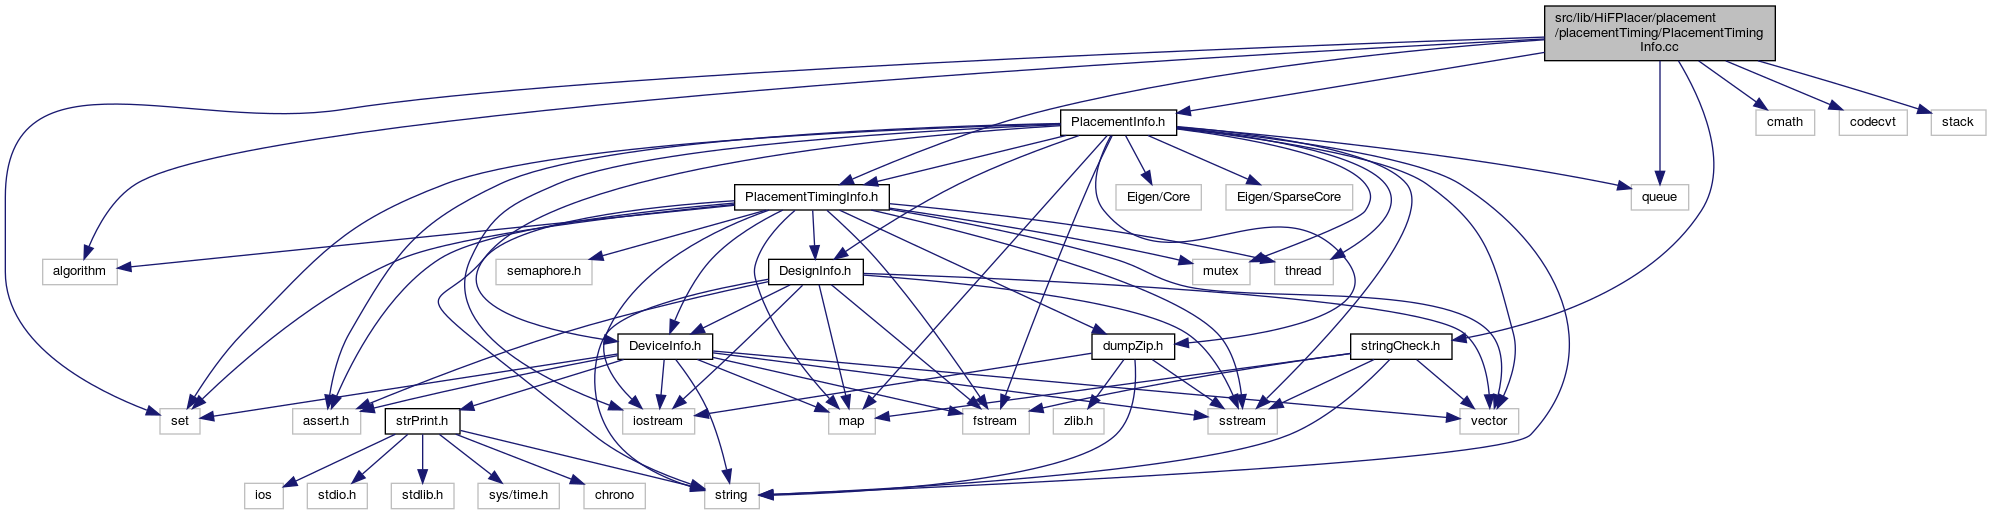 src/lib/HiFPlacer/placement
/placementTiming/PlacementTiming
Info.cc
PlacementInfo.h
cmath
codecvt
stack
PlacementTimingInfo.h
Eigen/Core
Eigen/SparseCore
queue
algorithm
semaphore.h
DesignInfo.h
mutex
thread
DeviceInfo.h
dumpZip.h
stringCheck.h
set
assert.h
strPrint.h
iostream
map
fstream
zlib.h
sstream
vector
ios
stdio.h
stdlib.h
sys/time.h
chrono
string